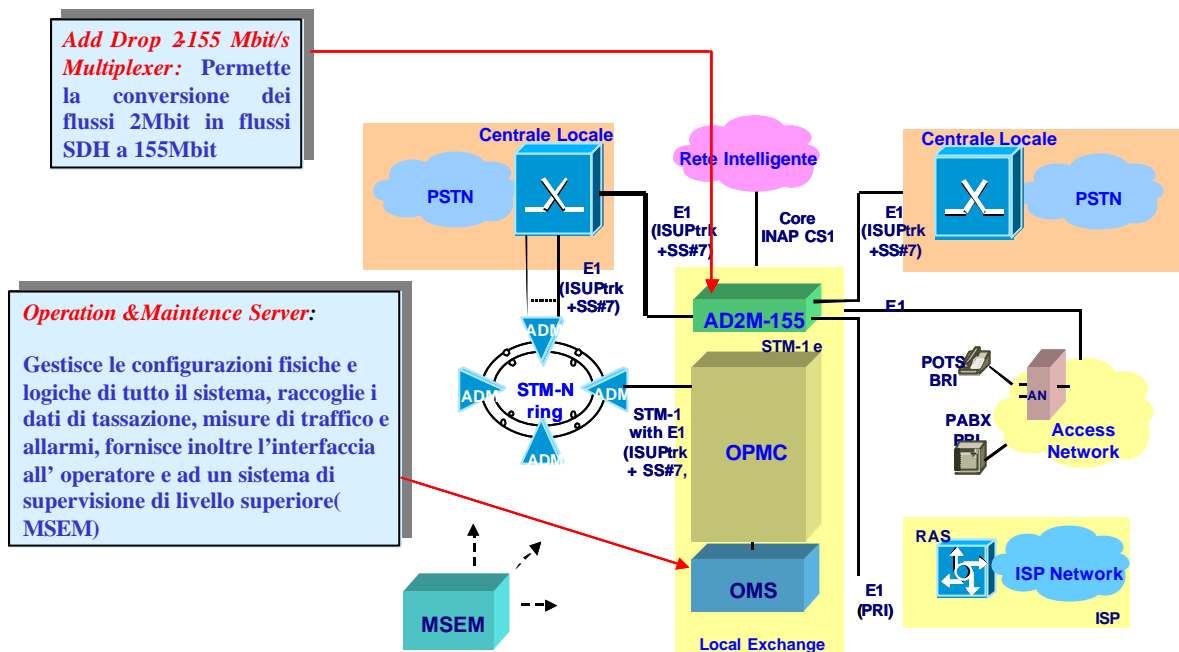 Add Drop 2-155 Mbit/s
Multiplexer: Permette
la conversione dei
flussi 2Mbit in flussi
SDH a 155Mbit
Centrale Locale
PSTN
Rete Intelligente
Centrale Locale
PSTN
E1
(ISUPtrk
+SS#7)
Core
INAP CS1
E1
(ISUPtrk
+SS#7)
E1
(ISUPtrk
+SS#7)
Operation &Maintence Server:
Gestisce le configurazioni fisiche e
logiche di tutto il sistema, raccoglie i
dati di tassazione, misure di traffico e
allarmi, fornisce inoltre l’interfaccia
all’ operatore e ad un sistema di
supervisione di livello superiore(
MSEM)
ADM
ADM
STM-N
ring
ADM
ADM
AD2M-155
STM-1 e
E1
STM-1
with E1
(ISUPtrk
+ SS#7,
OPMC
POTS
BRI
AN
PABX
PRI
Access
Network
RAS
ISP Network
ISP
OMS
E1
(PRI)
MSEM
Local Exchange